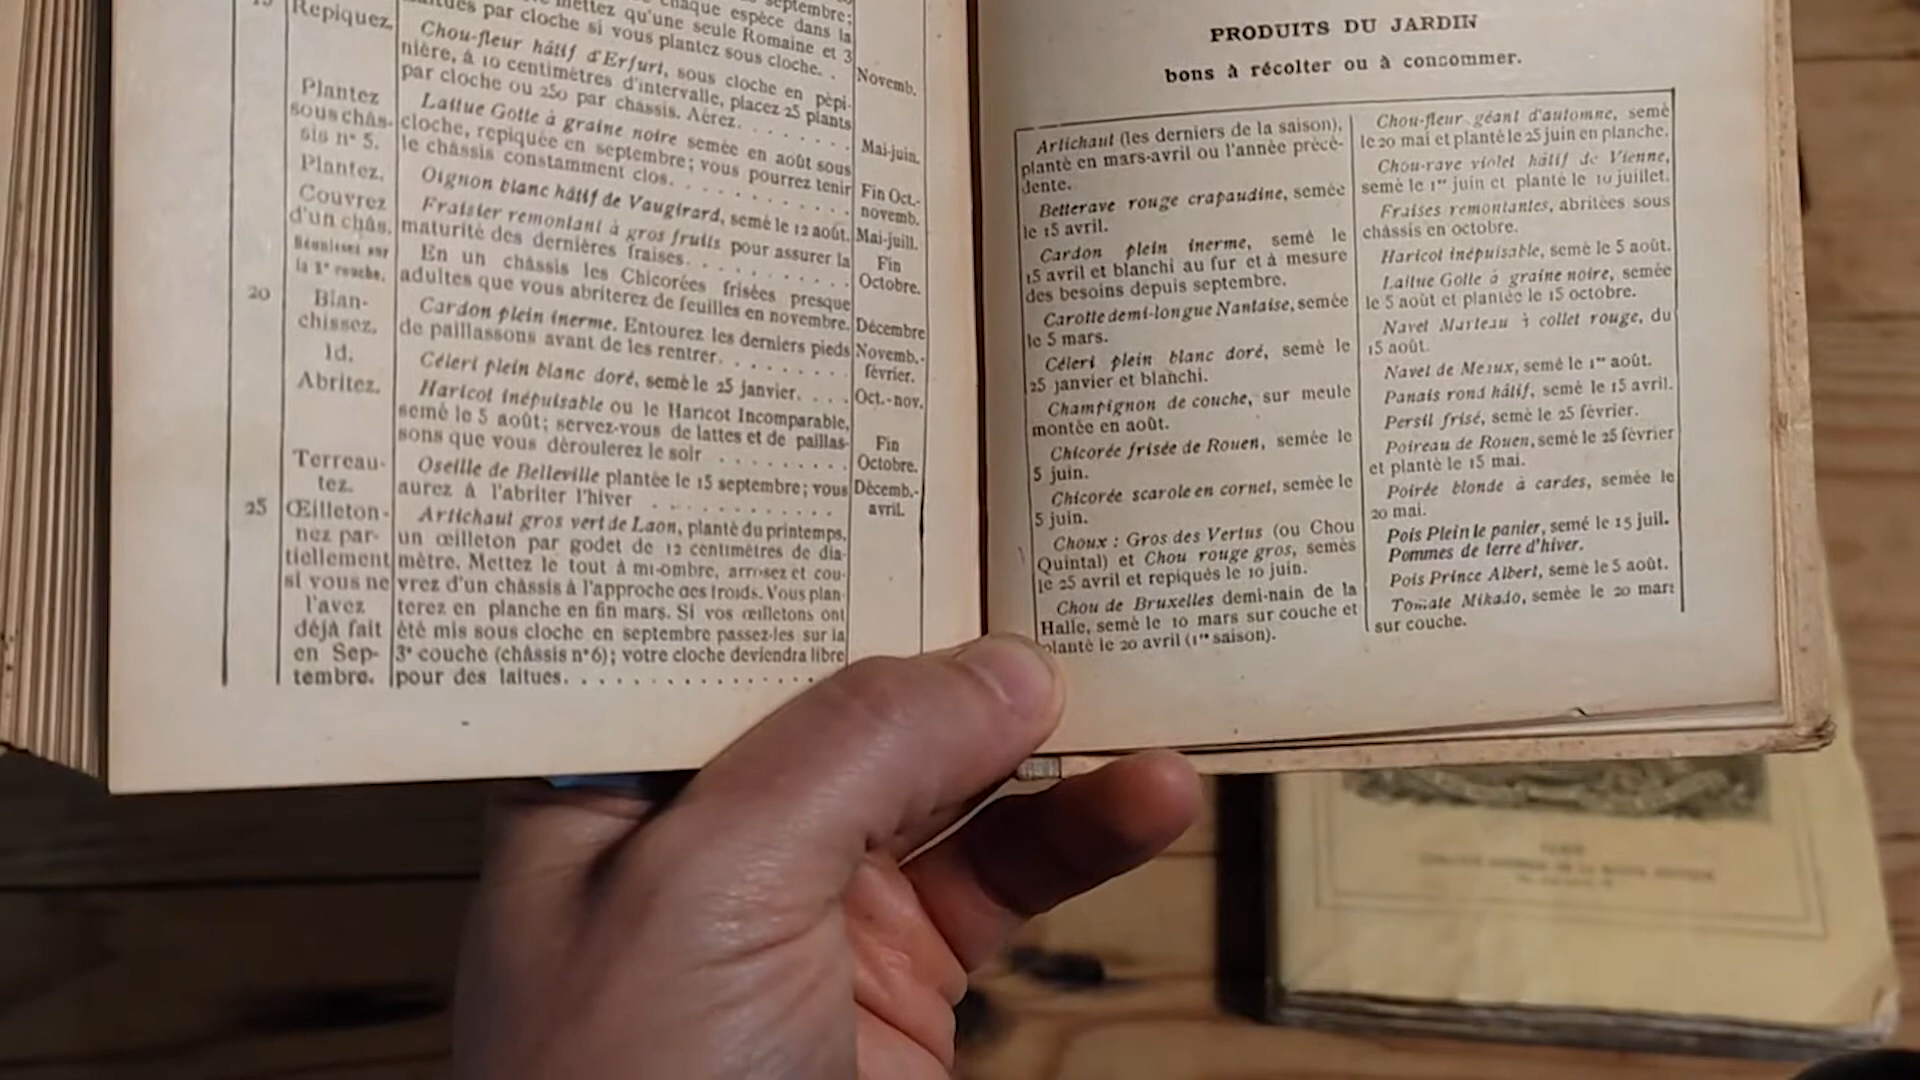 septembre;
chaque espèce dans la
mettez qu'une seule Romaine et 3
laitues par cloche si vous plantez sous cloche. .
Novemb.
Repiquez.
Chou-fleur hâtif d'Erfurt, sous cloche en pépi-
nière, à 10 centimètres d'intervalle, placez 25 plants
par cloche ou 250 par châssis. Aérez. . . . . . .
Mai-juin.
Plantez
sous châs-
sis n° 5.
Laitue Gotte à graine noire semée en août sous
cloche, repiquée en septembre; vous pourrez tenir
le châssis constamment clos. . . . . . . . . .
Fin Oct.-
novemb.
Plantez.
Oignon blanc hâtif de Vaugirard, semé le 12 août.
Mai-juill.
Couvrez
d'un châs.
Fraisier remontant à gros fruits pour assurer la
maturité des dernières fraises. . . . . . . . . .
Fin
Octobre.
Réunissez sur
la 1e couche.
En un châssis les Chicorées frisées presque
adultes que vous abriterez de feuilles en novembre.
Décembre
20
Blan-
chissez.
Cardon plein inerme. Entourez les derniers pieds
de paillassons avant de les rentrer. . . . . . . .
Novemb.-
février.
Id.
Céleri plein blanc doré, semé le 25 janvier. . . .
Oct.-nov.
Abritez.
Haricot inépuisable ou le Haricot Incomparable,
semé le 5 août; servez-vous de lattes et de paillas-
sons que vous déroulerez le soir . . . . . . . .
Fin
Octobre.
Terreau-
tez.
Oseille de Belleville plantée le 15 septembre; vous
aurez à l'abriter l'hiver . . . . . . . . . . .
Décemb.-
avril.
25
Œilleton-
nez par-
tiellement
si vous ne
l'avez
déjà fait
en Sep-
tembre.
Artichaut gros vert de Laon, planté du printemps,
un œilleton par godet de 12 centimètres de dia-
mètre. Mettez le tout à mi-ombre, arrosez et cou-
vrez d'un châssis à l'approche des froids. Vous plan-
terez en planche en fin mars. Si vos œilletons ont
été mis sous cloche en septembre passez-les sur la
3e couche (châssis n° 6); votre cloche deviendra libre
pour des laitues. . . . . . . . . . . . . . . .
PRODUITS DU JARDIN
bons à récolter ou à consommer.
Artichaut (les derniers de la saison),
planté en mars-avril ou l'année précé-
dente.
Betterave rouge crapaudine, semée
le 15 avril.
Cardon plein inerme, semé le
15 avril et blanchi au fur et à mesure
des besoins depuis septembre.
Carotte demi-longue Nantaise, semée
le 5 mars.
Céleri plein blanc doré, semé le
25 janvier et blanchi.
Champignon de couche, sur meule
montée en août.
Chicorée frisée de Rouen, semée le
5 juin.
Chicorée scarole en cornet, semée le
5 juin.
Choux : Gros des Vertus (ou Chou
Quintal) et Chou rouge gros, semés
le 25 avril et repiqués le 10 juin.
Chou de Bruxelles demi-nain de la
Halle, semé le 10 mars sur couche et
planté le 20 avril (1re saison).
Chou-fleur géant d'automne, semé
le 20 mai et planté le 25 juin en planche.
Chou-rave violet hâtif de Vienne,
semé le 1er juin et planté le 10 juillet.
Fraises remontantes, abritées sous
châssis en octobre.
Haricot inépuisable, semé le 5 août.
Laitue Gotte à graine noire, semée
le 5 août et plantée le 15 octobre.
Navet Marteau à collet rouge, du
15 août.
Navet de Meaux, semé le 1er août.
Panais rond hâtif, semé le 15 avril.
Persil frisé, semé le 25 février.
Poireau de Rouen, semé le 25 février
et planté le 15 mai.
Poirée blonde à cardes, semée le
20 mai.
Pois Plein le panier, semé le 15 juil.
Pommes de terre d'hiver.
Pois Prince Albert, semé le 5 août.
Tomate Mikado, semée le 20 mars
sur couche.